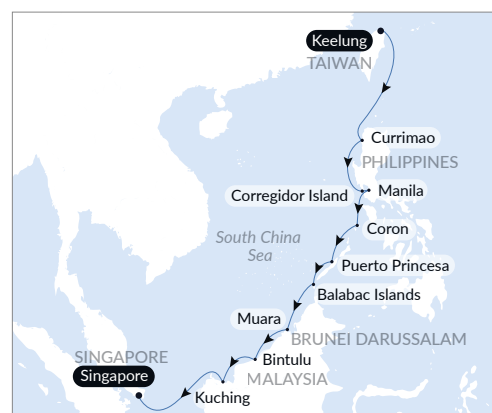 Keelung
TAIWAN
Currimao
PHILIPPINES
Corregidor Island
Manila
Coron
South China
Sea
Puerto Princesa
Balabac Islands
Muara
BRUNEI DARUSSALAM
SINGAPORE
Bintulu
Singapore
MALAYSIA
Kuching